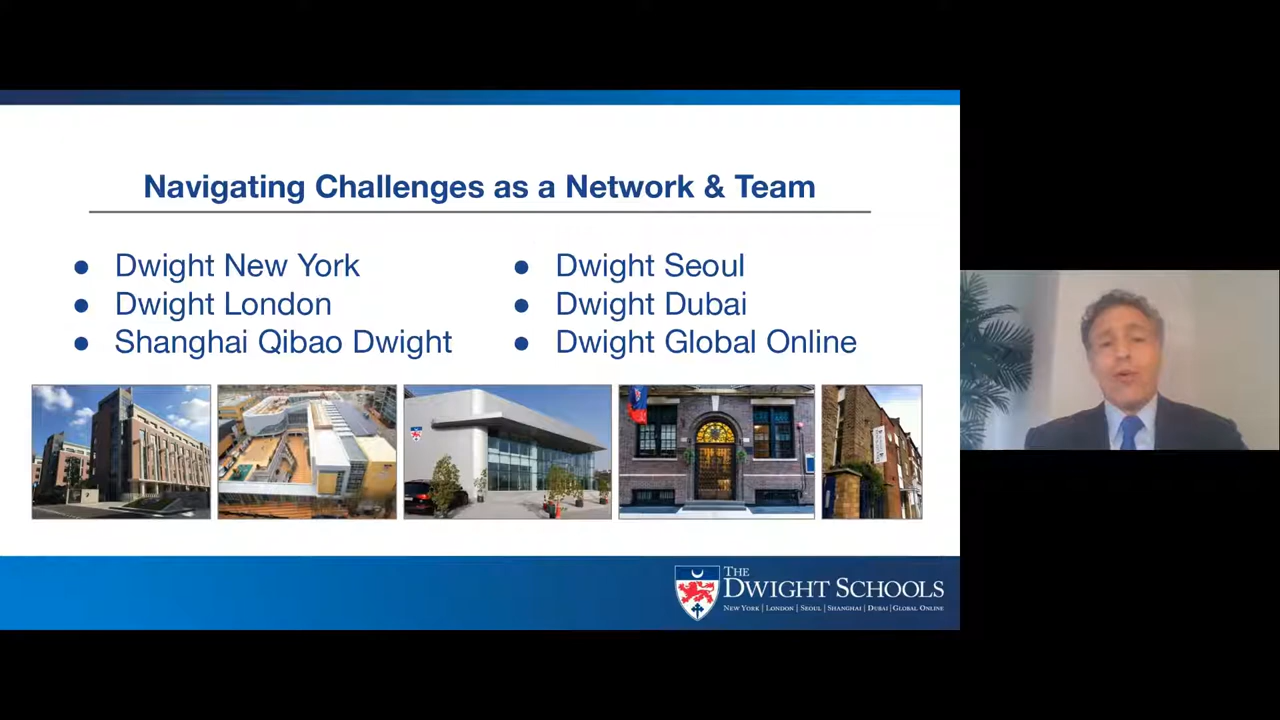 Navigating Challenges as a Network & Team
● Dwight New York
● Dwight London
● Shanghai Qibao Dwight
● Dwight Seoul
● Dwight Dubai
● Dwight Global Online
THE
DWIGHT SCHOOLS
NEW YORK | LONDON | SEOUL | SHANGHAI | DUBAI | GLOBAL ONLINE